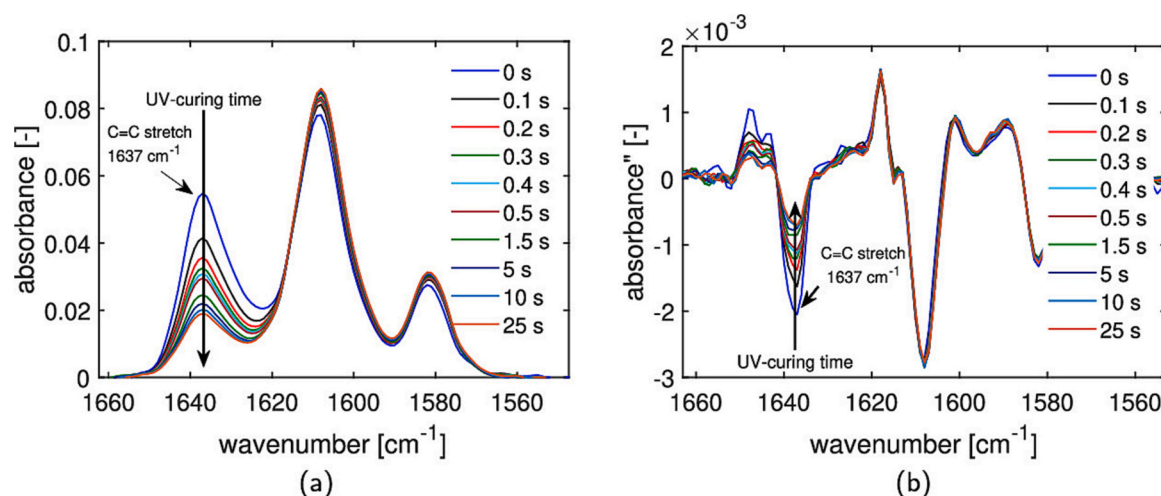 0.1
0.08
0.06
0.04
0.02
0
absorbance [-]
UV-curing time
C=C stretch
1637 cm⁻¹
0 s
0.1 s
0.2 s
0.3 s
0.4 s
0.5 s
1.5 s
5 s
10 s
25 s
1660 1640 1620 1600 1580 1560
wavenumber [cm⁻¹]
(a)
×10⁻³
2
1
0
-1
-2
-3
absorbance" [-]
0 s
0.1 s
0.2 s
0.3 s
0.4 s
0.5 s
1.5 s
5 s
10 s
25 s
C=C stretch
1637 cm⁻¹
UV-curing time
1660 1640 1620 1600 1580 1560
wavenumber [cm⁻¹]
(b)